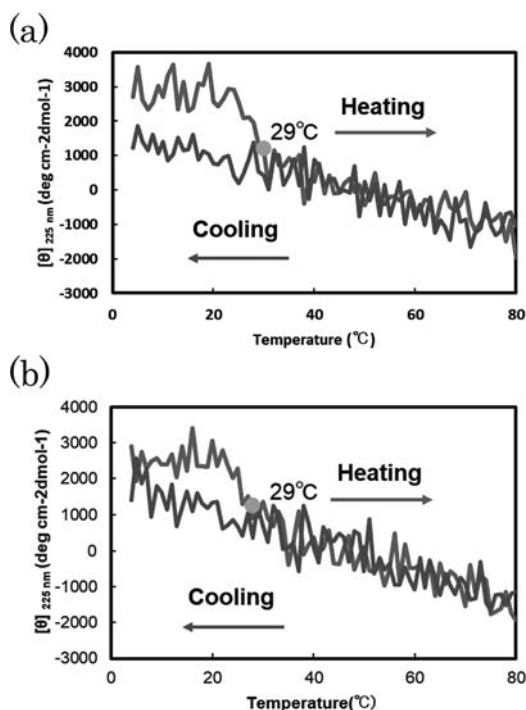 (a)
4000
3000
2000
1000
0
-1000
-2000
-3000
[θ] 225 nm (deg cm-2dmol-1)
Heating
29℃
Cooling
0
20
40
60
80
Temperature (℃)
(b)
4000
3000
2000
1000
0
-1000
-2000
-3000
[θ] 225 nm (deg cm-2dmol-1)
Heating
29℃
Cooling
0
20
40
60
80
Temperature(℃)